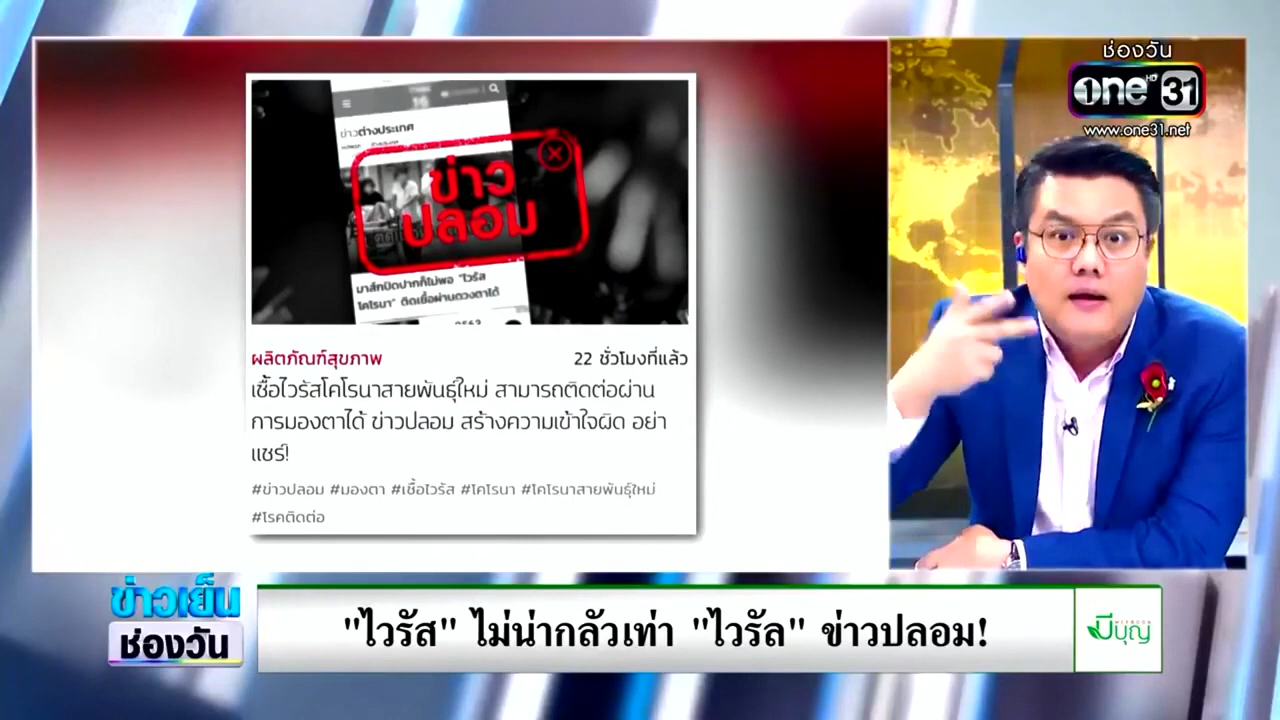 ช่องวัน
one HD 31
www.one31.net
ข่าวต่างประเทศ
ข่าว
ปลอม
มาส์กปิดปากก็ไม่พอ "ไวรัส
โคโรนา" ติดเชื้อผ่านดวงตาได้
ผลิตภัณฑ์สุขภาพ 22 ชั่วโมงที่แล้ว
เชื้อไวรัสโคโรนาสายพันธุ์ใหม่ สามารถติดต่อผ่าน
การมองตาได้ ข่าวปลอม สร้างความเข้าใจผิด อย่า
แชร์!
#ข่าวปลอม #มองตา #เชื้อไวรัส #โคโรนา #โคโรนาสายพันธุ์ใหม่
#โรคติดต่อ
ข่าวเย็น
ช่องวัน
"ไวรัส" ไม่น่ากลัวเท่า "ไวรัล" ข่าวปลอม!
มีบุญ